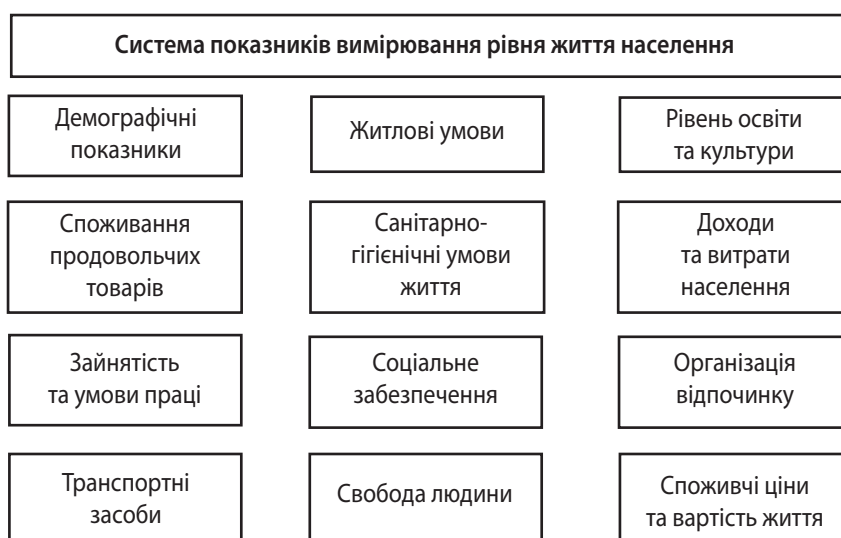 Система показників вимірювання рівня життя населення
Демографічні
показники
Житлові умови
Рівень освіти
та культури
Споживання
продовольчих
товарів
Санітарно-
гігієнічні умови
життя
Доходи
та витрати
населення
Зайнятість
та умови праці
Соціальне
забезпечення
Організація
відпочинку
Транспортні
засоби
Свобода людини
Споживчі ціни
та вартість життя